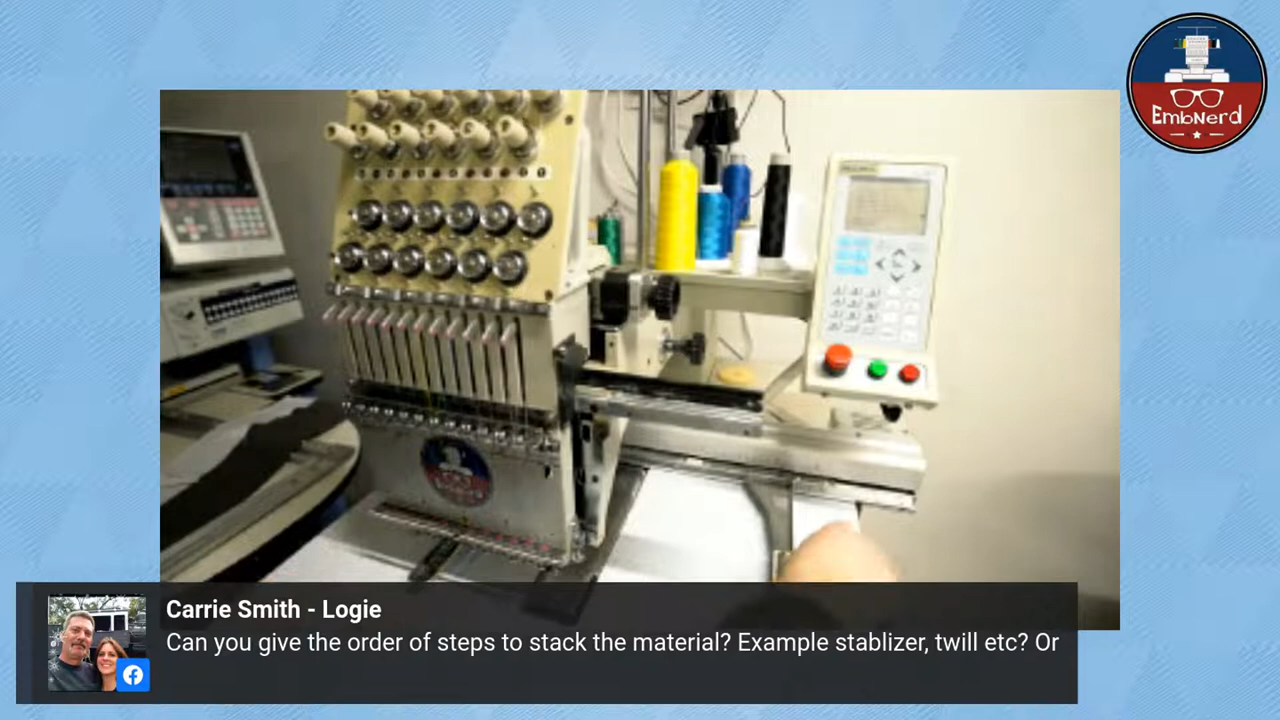 EmbNerd
Carrie Smith - Logie
Can you give the order of steps to stack the material? Example stablizer, twill etc? Or